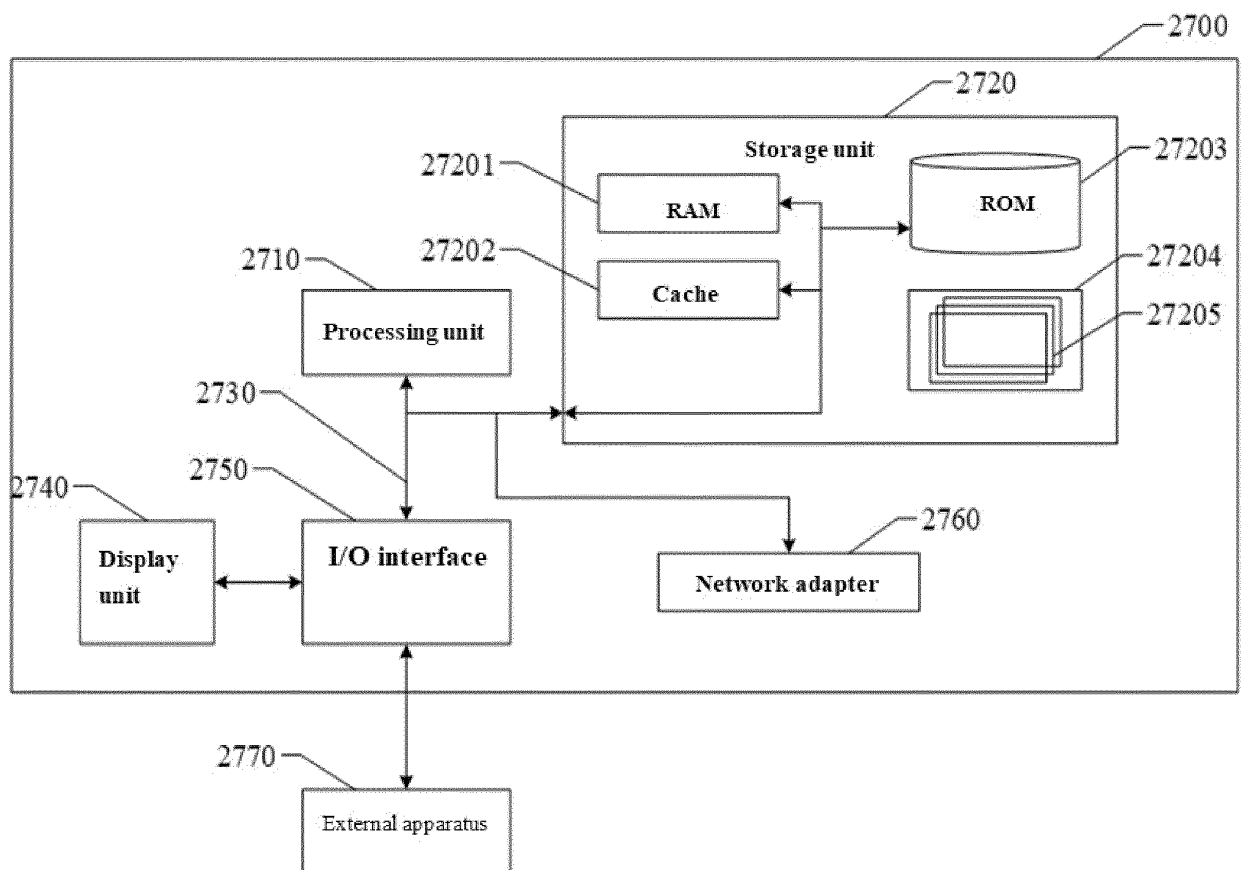 2700
2720
Storage unit
27201
RAM
27203
ROM
27202
Cache
27204
27205
2710
Processing unit
2730
2750
2740
I/O interface
Display
unit
2760
Network adapter
2770
External apparatus